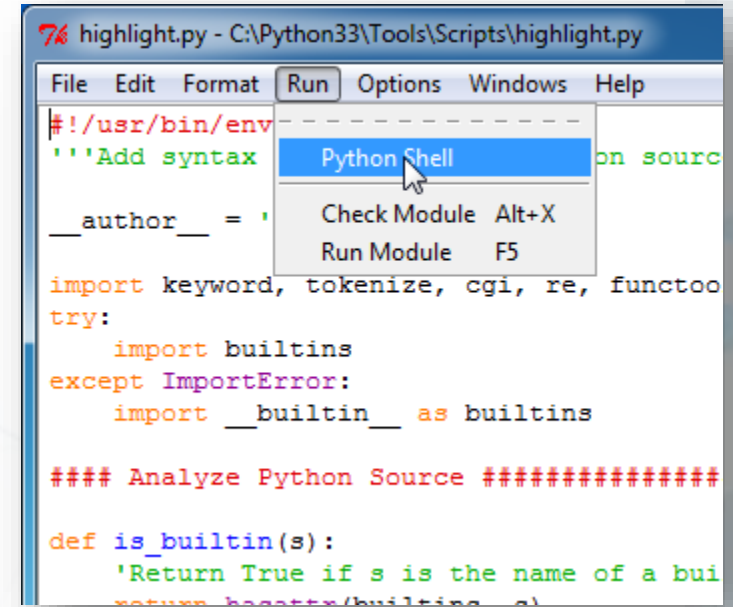 highlight.py - C:\Python33\Tools\Scripts\highlight.py
File Edit Format Run Options Windows Help
#!/usr/bin/env
'''Add syntax on sourc
Python Shell
__author__ = '
Check Module Alt+X
Run Module F5
import keyword, tokenize, cgi, re, functoo
try:
    import builtins
except ImportError:
    import __builtin__ as builtins
#### Analyze Python Source ###############
def is_builtin(s):
    'Return True if s is the name of a bui
    return hasattr(builtins, s)